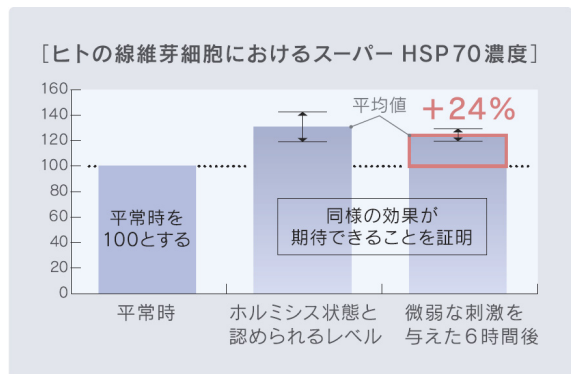 [ヒトの線維芽細胞におけるスーパーHSP70濃度]
160
140
120
100
80
60
40
20
0
平均値
+24%
平常時を
100とする
同様の効果が
期待できることを証明
平常時
ホルミシス状態と
認められるレベル
微弱な刺激を
与えた6時間後